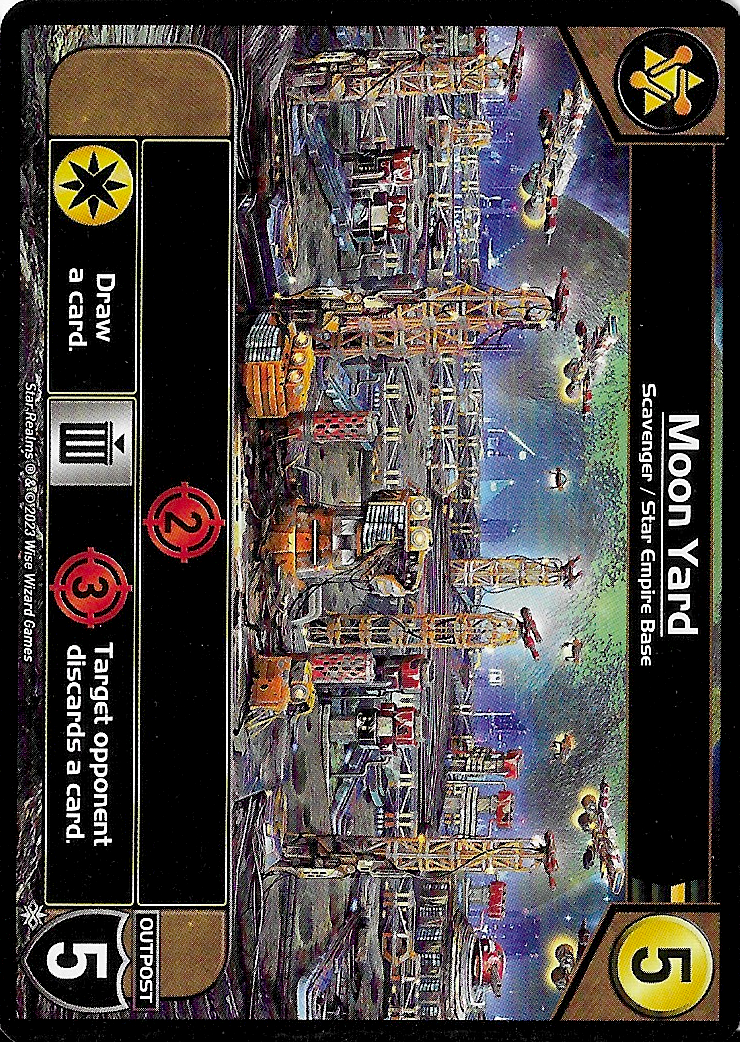 Moon Yard
Scavenger / Star Empire Base
5
2
Draw
a card.
3
Target opponent
discards a card.
OUTPOST
5
Star Realms ® & ©2023 Wise Wizard Games